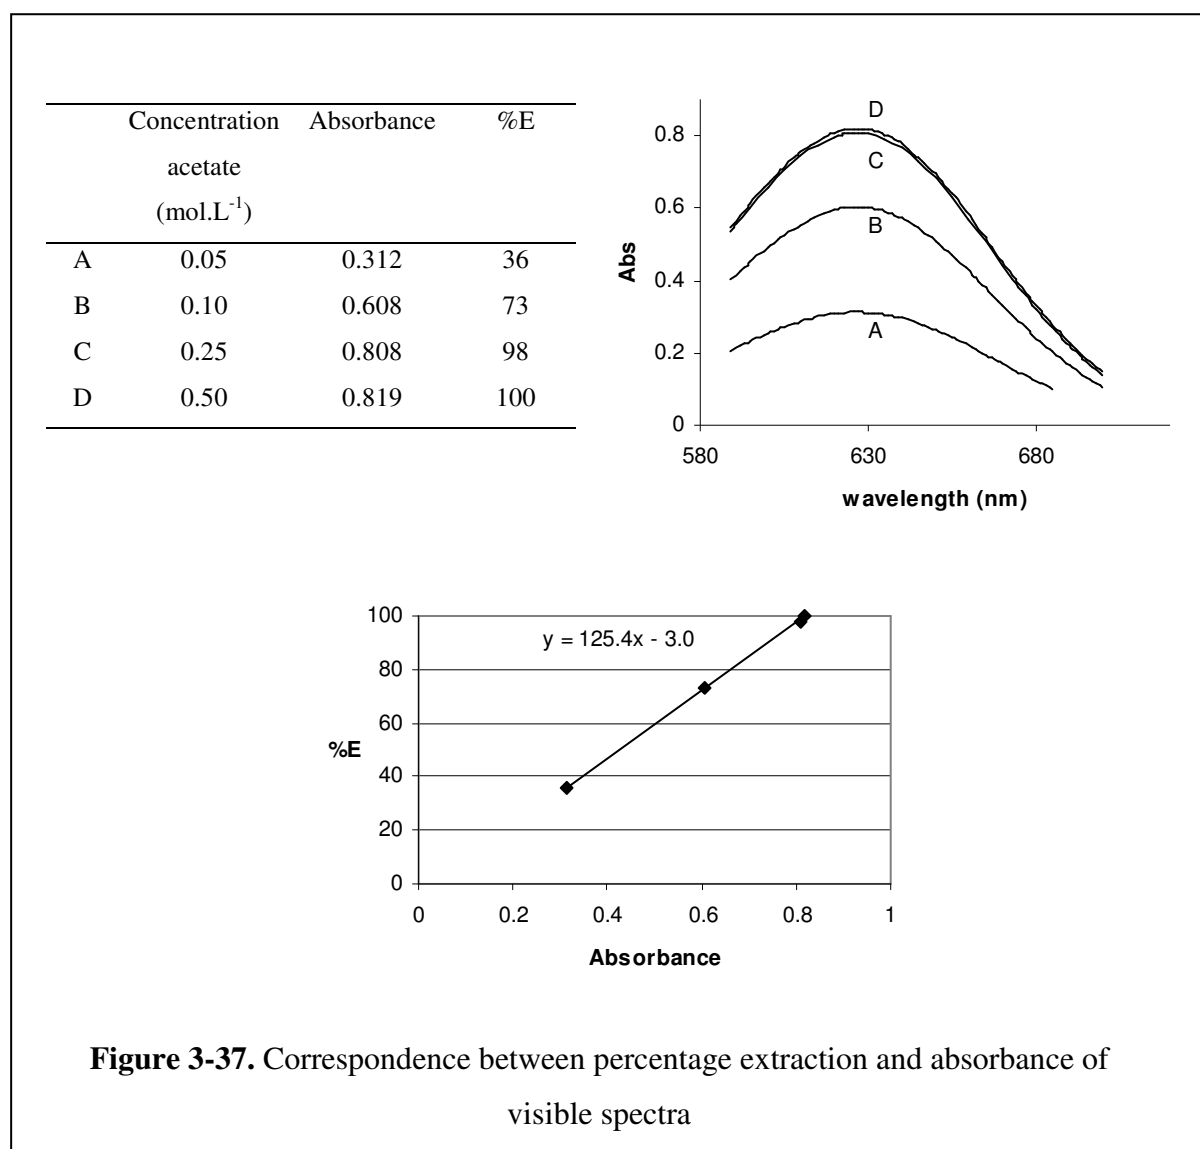 Concentration Absorbance %E
acetate
(mol.L⁻¹)
A 0.05 0.312 36
B 0.10 0.608 73
C 0.25 0.808 98
D 0.50 0.819 100
D
0.8
C
0.6
B
Abs
0.4
A
0.2
0
580 630 680
wavelength (nm)
100
y = 125.4x - 3.0
80
60
%E
40
20
0
0 0.2 0.4 0.6 0.8 1
Absorbance
Figure 3-37. Correspondence between percentage extraction and absorbance of
visible spectra